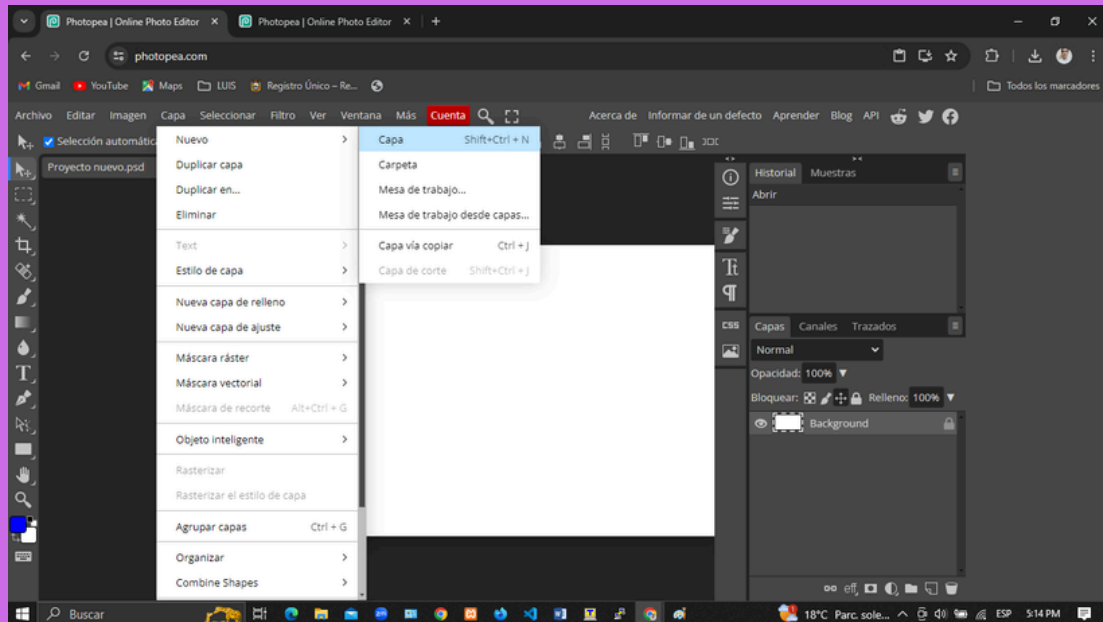 Photopea | Online Photo Editor
Photopea | Online Photo Editor
photopea.com
Gmail YouTube Maps LUIS Registro Único – Re... Todos los marcadores
Archivo Editar Imagen Capa Seleccionar Filtro Ver Ventana Más Cuenta Acerca de Informar de un defecto Aprender Blog API
Selección automátic
Proyecto nuevo.psd
Nuevo
Duplicar capa
Duplicar en...
Eliminar
Text
Estilo de capa
Nueva capa de relleno
Nueva capa de ajuste
Máscara ráster
Máscara vectorial
Máscara de recorte Alt+Ctrl + G
Objeto inteligente
Rasterizar
Rasterizar el estilo de capa
Agrupar capas Ctrl + G
Organizar
Combine Shapes
Capa Shift+Ctrl + N
Carpeta
Mesa de trabajo...
Mesa de trabajo desde capas...
Capa vía copiar Ctrl + J
Capa de corte Shift+Ctrl + J
CSS
Historial Muestras
Abrir
Capas Canales Trazados
Normal
Opacidad: 100%
Bloquear: Relleno: 100%
Background
eff
Buscar
18°C Parc. sole... ESP 5:14 PM